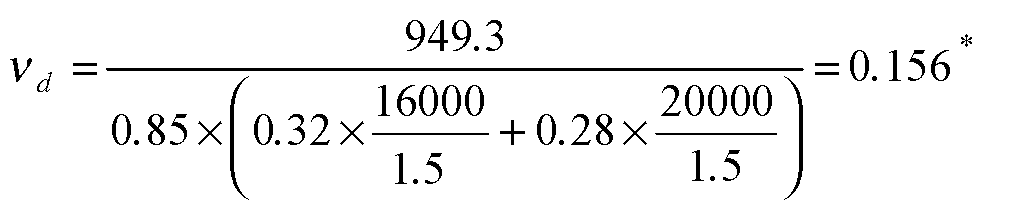 ν_d = 949.3 / (0.85 × (0.32 × 16000/1.5 + 0.28 × 20000/1.5)) = 0.156*